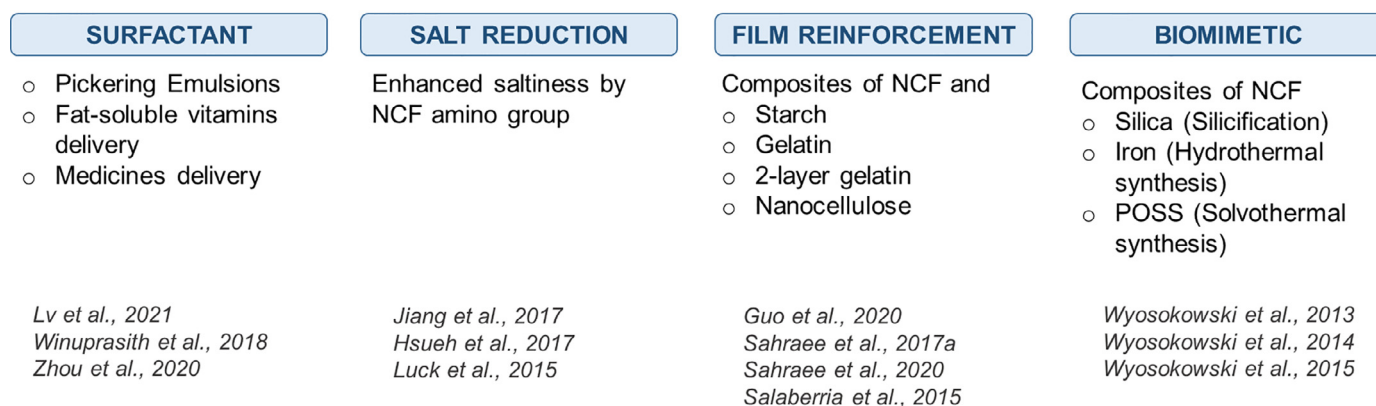 SURFACTANT
○ Pickering Emulsions
○ Fat-soluble vitamins
delivery
○ Medicines delivery
Lv et al., 2021
Winuprasith et al., 2018
Zhou et al., 2020
SALT REDUCTION
Enhanced saltiness by
NCF amino group
Jiang et al., 2017
Hsueh et al., 2017
Luck et al., 2015
FILM REINFORCEMENT
Composites of NCF and
○ Starch
○ Gelatin
○ 2-layer gelatin
○ Nanocellulose
Guo et al., 2020
Sahraee et al., 2017a
Sahraee et al., 2020
Salaberria et al., 2015
BIOMIMETIC
Composites of NCF
○ Silica (Silicification)
○ Iron (Hydrothermal
synthesis)
○ POSS (Solvothermal
synthesis)
Wyosokowski et al., 2013
Wyosokowski et al., 2014
Wyosokowski et al., 2015